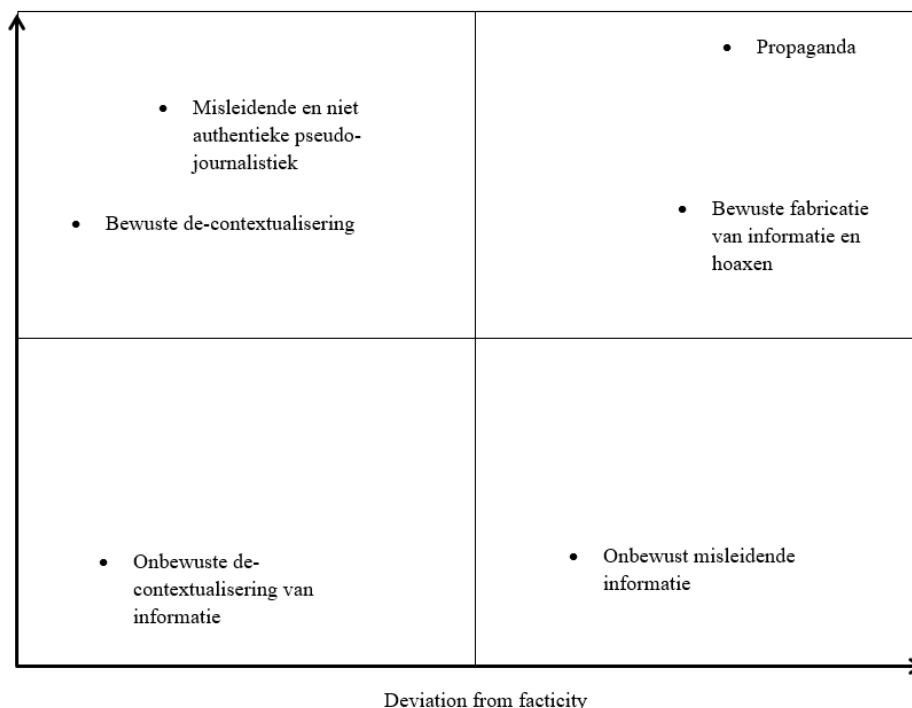 Propaganda
Misleidende en niet
authentieke pseudo-
journalistiek
Bewuste de-contextualisering
Bewuste fabricatie
van informatie en
hoaxen
Onbewuste de-
contextualisering van
informatie
Onbewust misleidende
informatie
Deviation from facticity